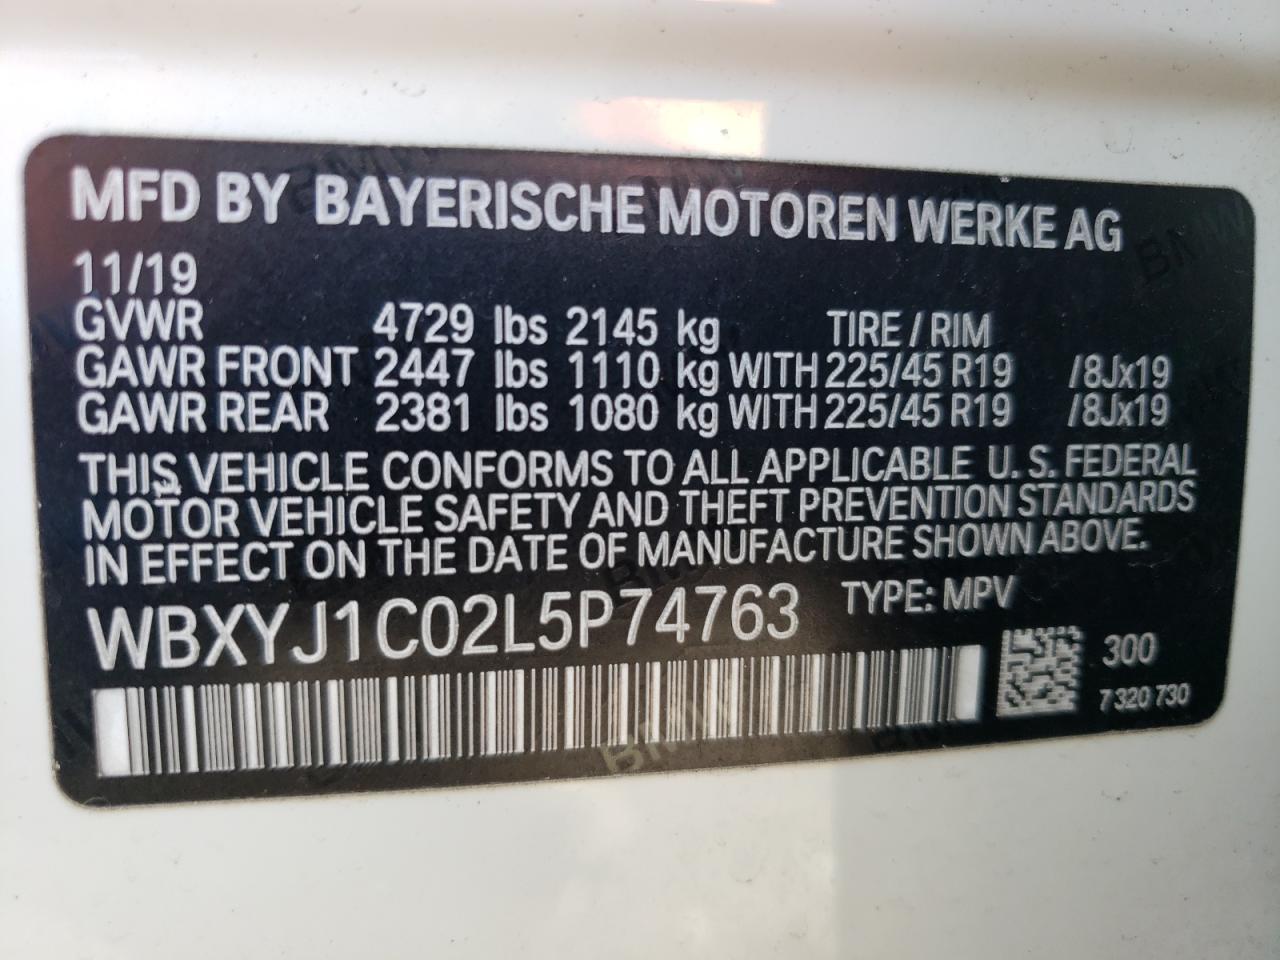 MFD BY BAYERISCHE MOTOREN WERKE AG
11/19
GVWR 4729 lbs 2145 kg TIRE / RIM
GAWR FRONT 2447 lbs 1110 kg WITH 225/45 R19 /8Jx19
GAWR REAR 2381 lbs 1080 kg WITH 225/45 R19 /8Jx19
THIS VEHICLE CONFORMS TO ALL APPLICABLE U. S. FEDERAL
MOTOR VEHICLE SAFETY AND THEFT PREVENTION STANDARDS
IN EFFECT ON THE DATE OF MANUFACTURE SHOWN ABOVE.
WBXYJ1C02L5P74763 TYPE: MPV
300
7 320 730
BMW